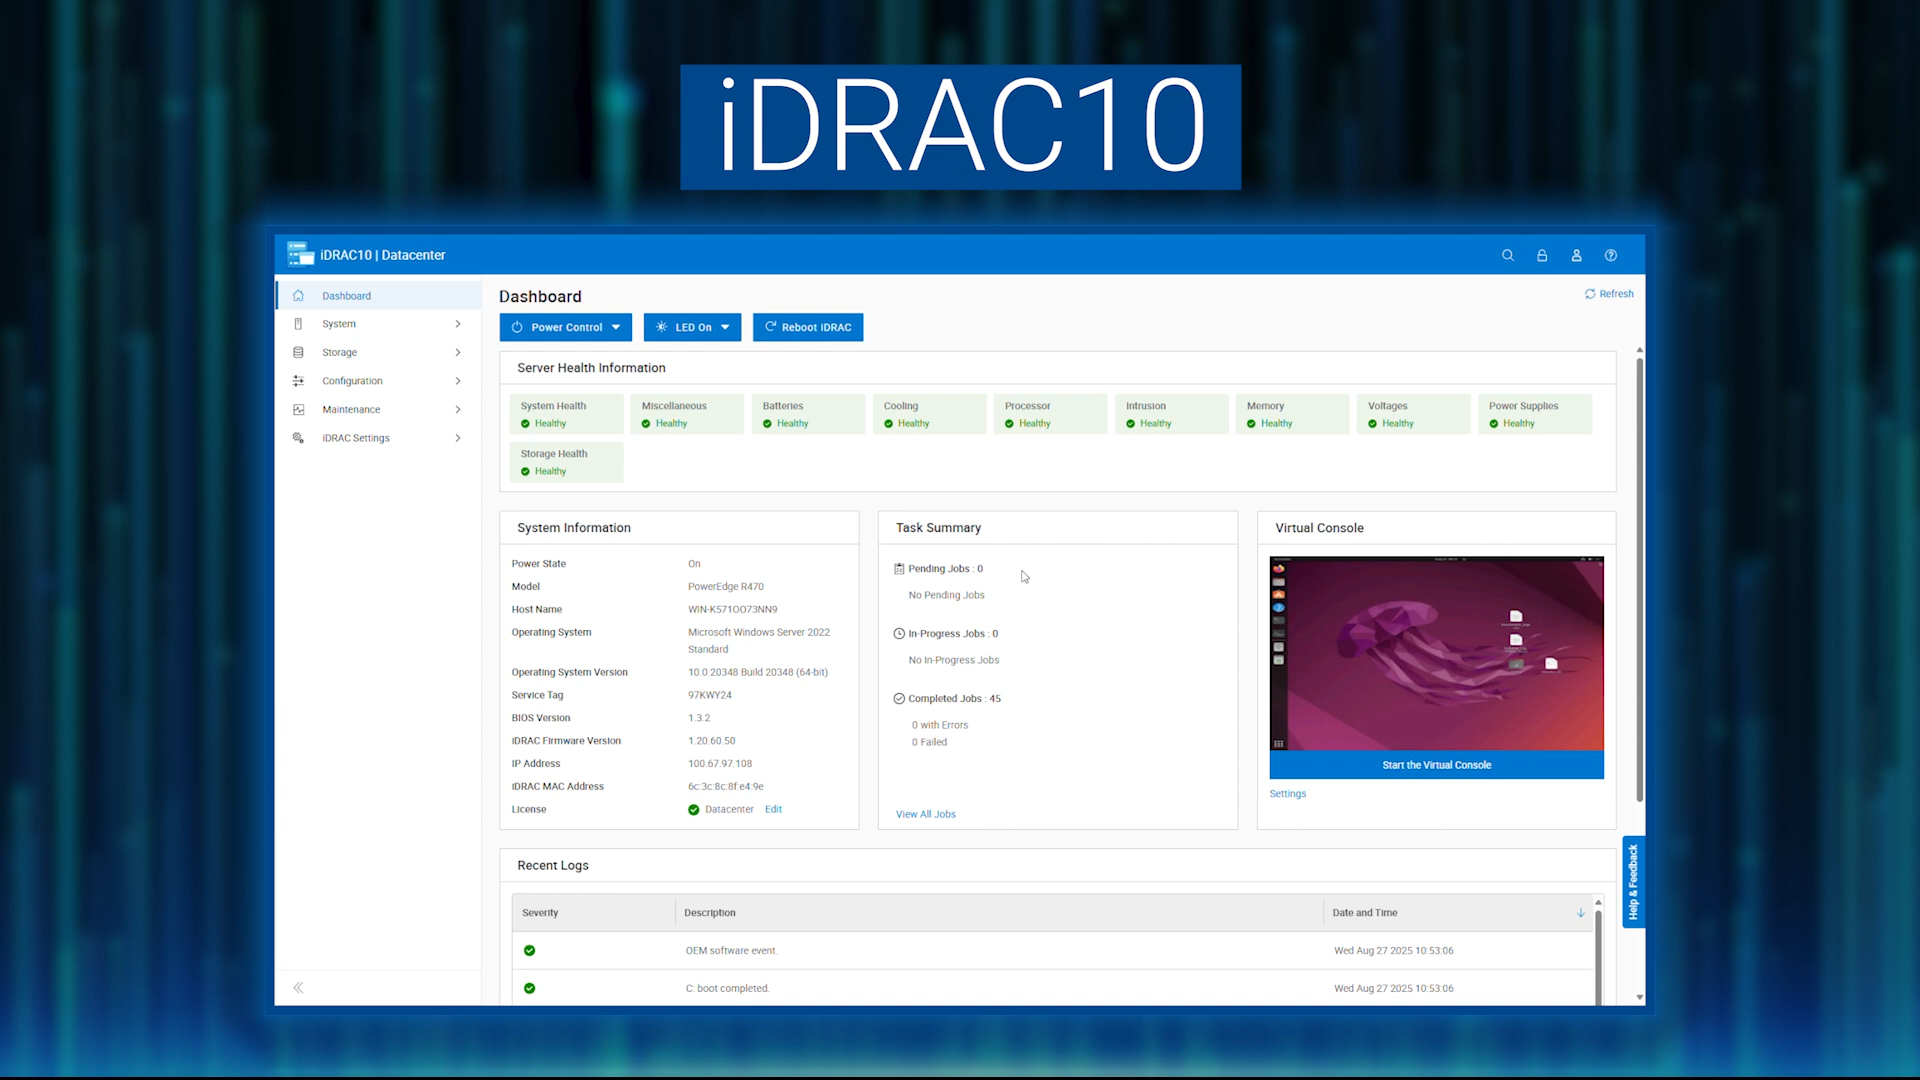 iDRAC10
iDRAC10 | Datacenter
Dashboard
System
Storage
Configuration
Maintenance
iDRAC Settings
Dashboard
Refresh
Power Control
LED On
Reboot iDRAC
Server Health Information
System Health
Healthy
Miscellaneous
Healthy
Batteries
Healthy
Cooling
Healthy
Processor
Healthy
Intrusion
Healthy
Memory
Healthy
Voltages
Healthy
Power Supplies
Healthy
Storage Health
Healthy
System Information
Power State On
Model PowerEdge R470
Host Name WIN-K571OO73NN9
Operating System Microsoft Windows Server 2022
Standard
Operating System Version 10.0.20348 Build 20348 (64-bit)
Service Tag 97KWY24
BIOS Version 1.3.2
iDRAC Firmware Version 1.20.60.50
IP Address 100.67.97.108
iDRAC MAC Address 6c:3c:8c:8f:e4:9e
License Datacenter Edit
Task Summary
Pending Jobs : 0
No Pending Jobs
In-Progress Jobs : 0
No In-Progress Jobs
Completed Jobs : 45
0 with Errors
0 Failed
View All Jobs
Virtual Console
Start the Virtual Console
Settings
Help & Feedback
Recent Logs
Severity Description Date and Time
OEM software event. Wed Aug 27 2025 10:53:06
C: boot completed. Wed Aug 27 2025 10:53:06